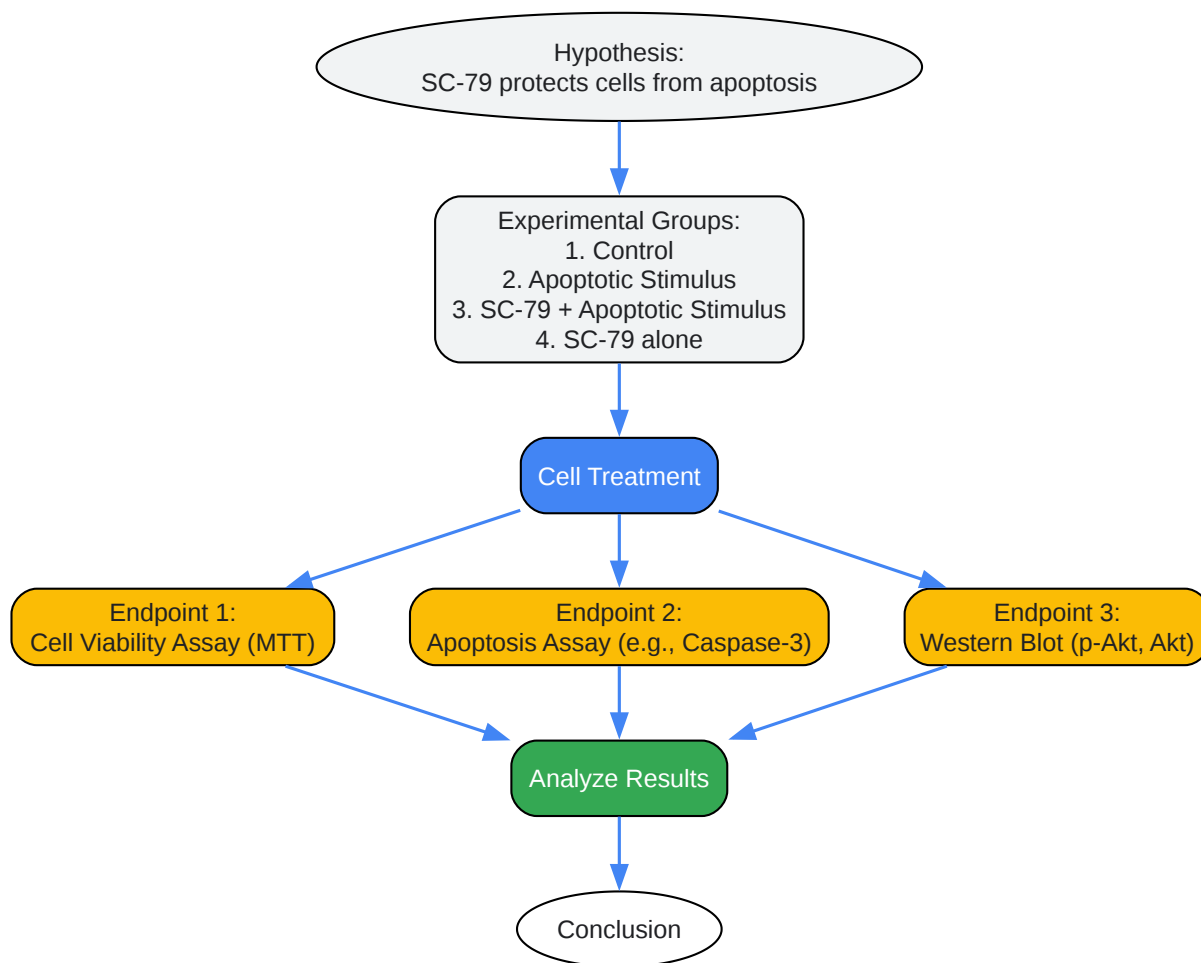 Hypothesis:
SC-79 protects cells from apoptosis
Experimental Groups:
1. Control
2. Apoptotic Stimulus
3. SC-79 + Apoptotic Stimulus
4. SC-79 alone
Cell Treatment
Endpoint 1:
Cell Viability Assay (MTT)
Endpoint 2:
Apoptosis Assay (e.g., Caspase-3)
Endpoint 3:
Western Blot (p-Akt, Akt)
Analyze Results
Conclusion